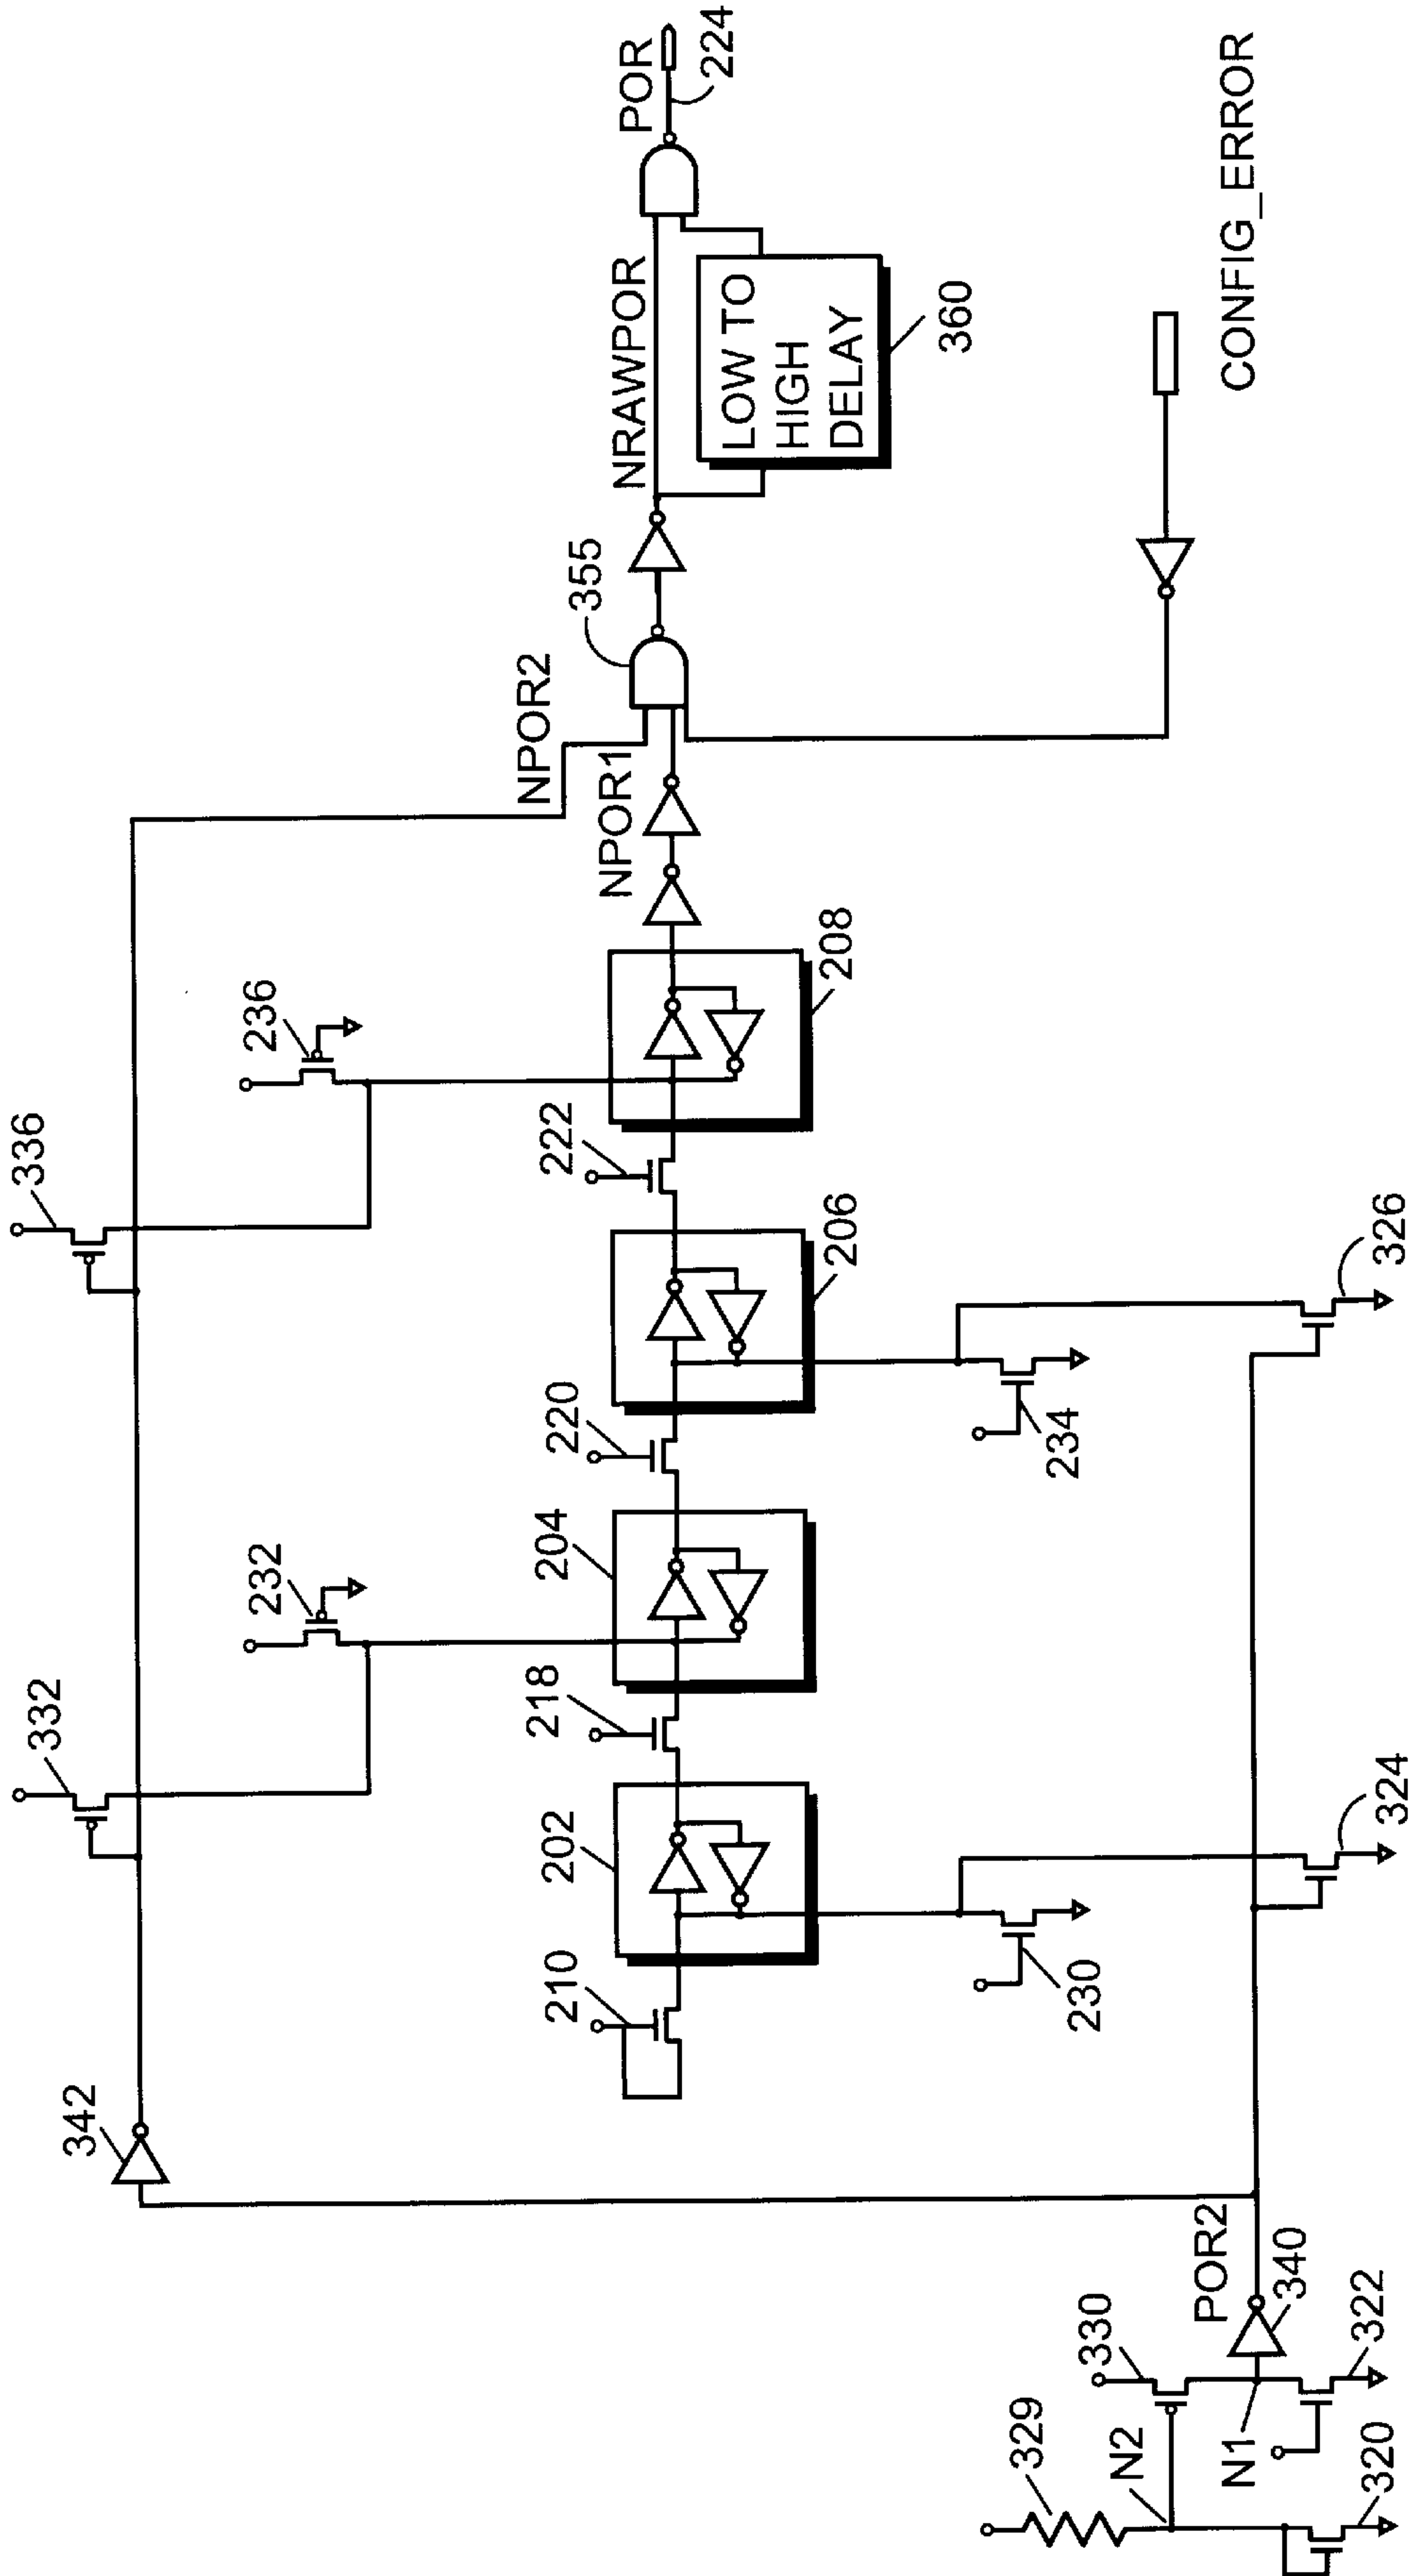 336
332
236
232
342
NPOR2
355
NRAWPOR
POR
224
NPOR1
LOW TO
HIGH
DELAY
360
222
208
220
206
218
204
210
202
CONFIG_ERROR
234
230
326
324
POR2
340
330
322
N1
N2
329
320